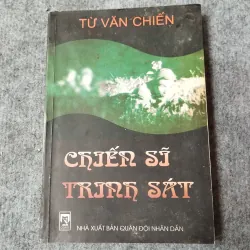 TỪ VĂN CHIẾN
CHIẾN SĨ
TRINH SÁT
NHÀ XUẤT BẢN QUÂN ĐỘI NHÂN DÂN